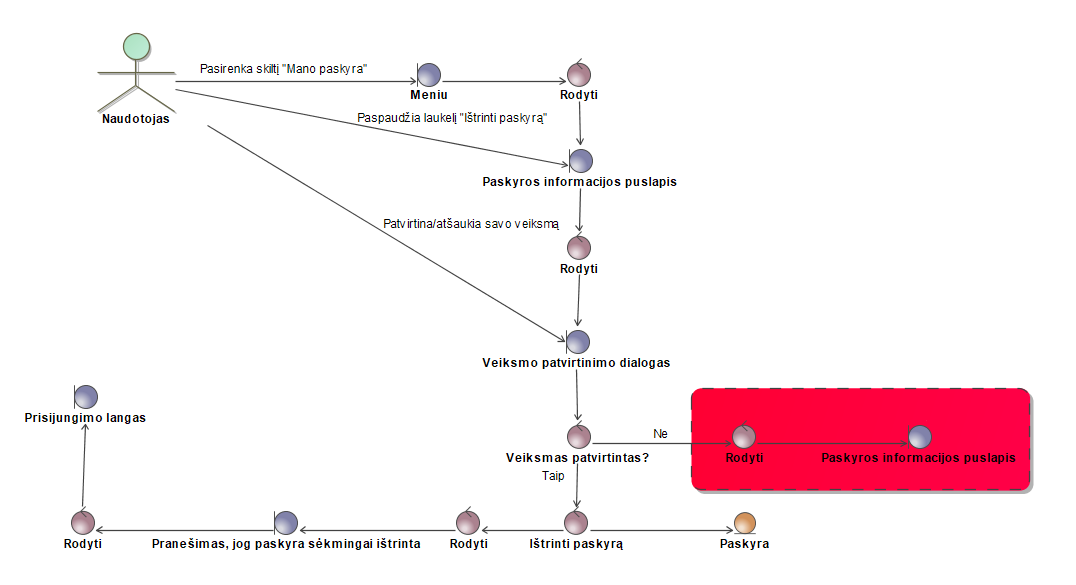 Pasirenka skiltį "Mano paskyra"
Meniu
Rodyti
Naudotojas
Paspaudžia laukelį "Ištrinti paskyrą"
Paskyros informacijos puslapis
Patvirtina/atšaukia savo veiksmą
Rodyti
Veiksmo patvirtinimo dialogas
Prisijungimo langas
Ne
Veiksmas patvirtintas?
Rodyti
Paskyros informacijos puslapis
Taip
Rodyti
Pranešimas, jog paskyra sėkmingai ištrinta
Rodyti
Ištrinti paskyrą
Paskyra